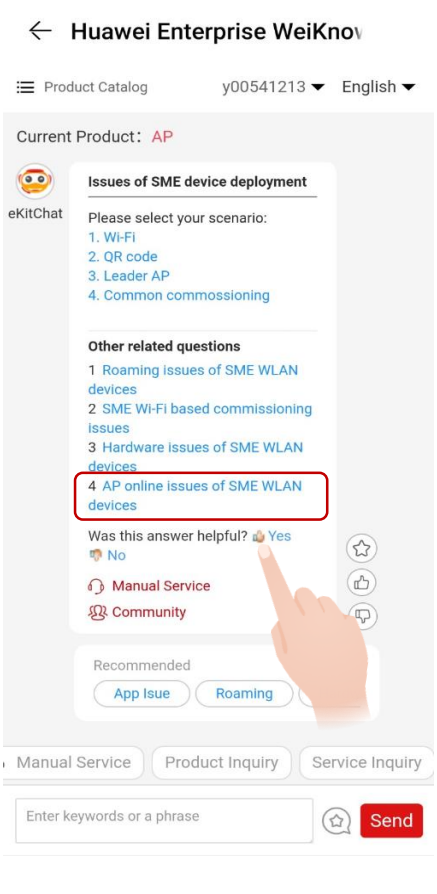 Huawei Enterprise WeiKnow
Product Catalog
y00541213
English
Current Product: AP
eKitChat
Issues of SME device deployment
Please select your scenario:
1. Wi-Fi
2. QR code
3. Leader AP
4. Common commossioning
Other related questions
1 Roaming issues of SME WLAN
devices
2 SME Wi-Fi based commissioning
issues
3 Hardware issues of SME WLAN
devices
4 AP online issues of SME WLAN
devices
Was this answer helpful? Yes
No
Manual Service
Community
Recommended
App Isue
Roaming
Manual Service
Product Inquiry
Service Inquiry
Enter keywords or a phrase
Send